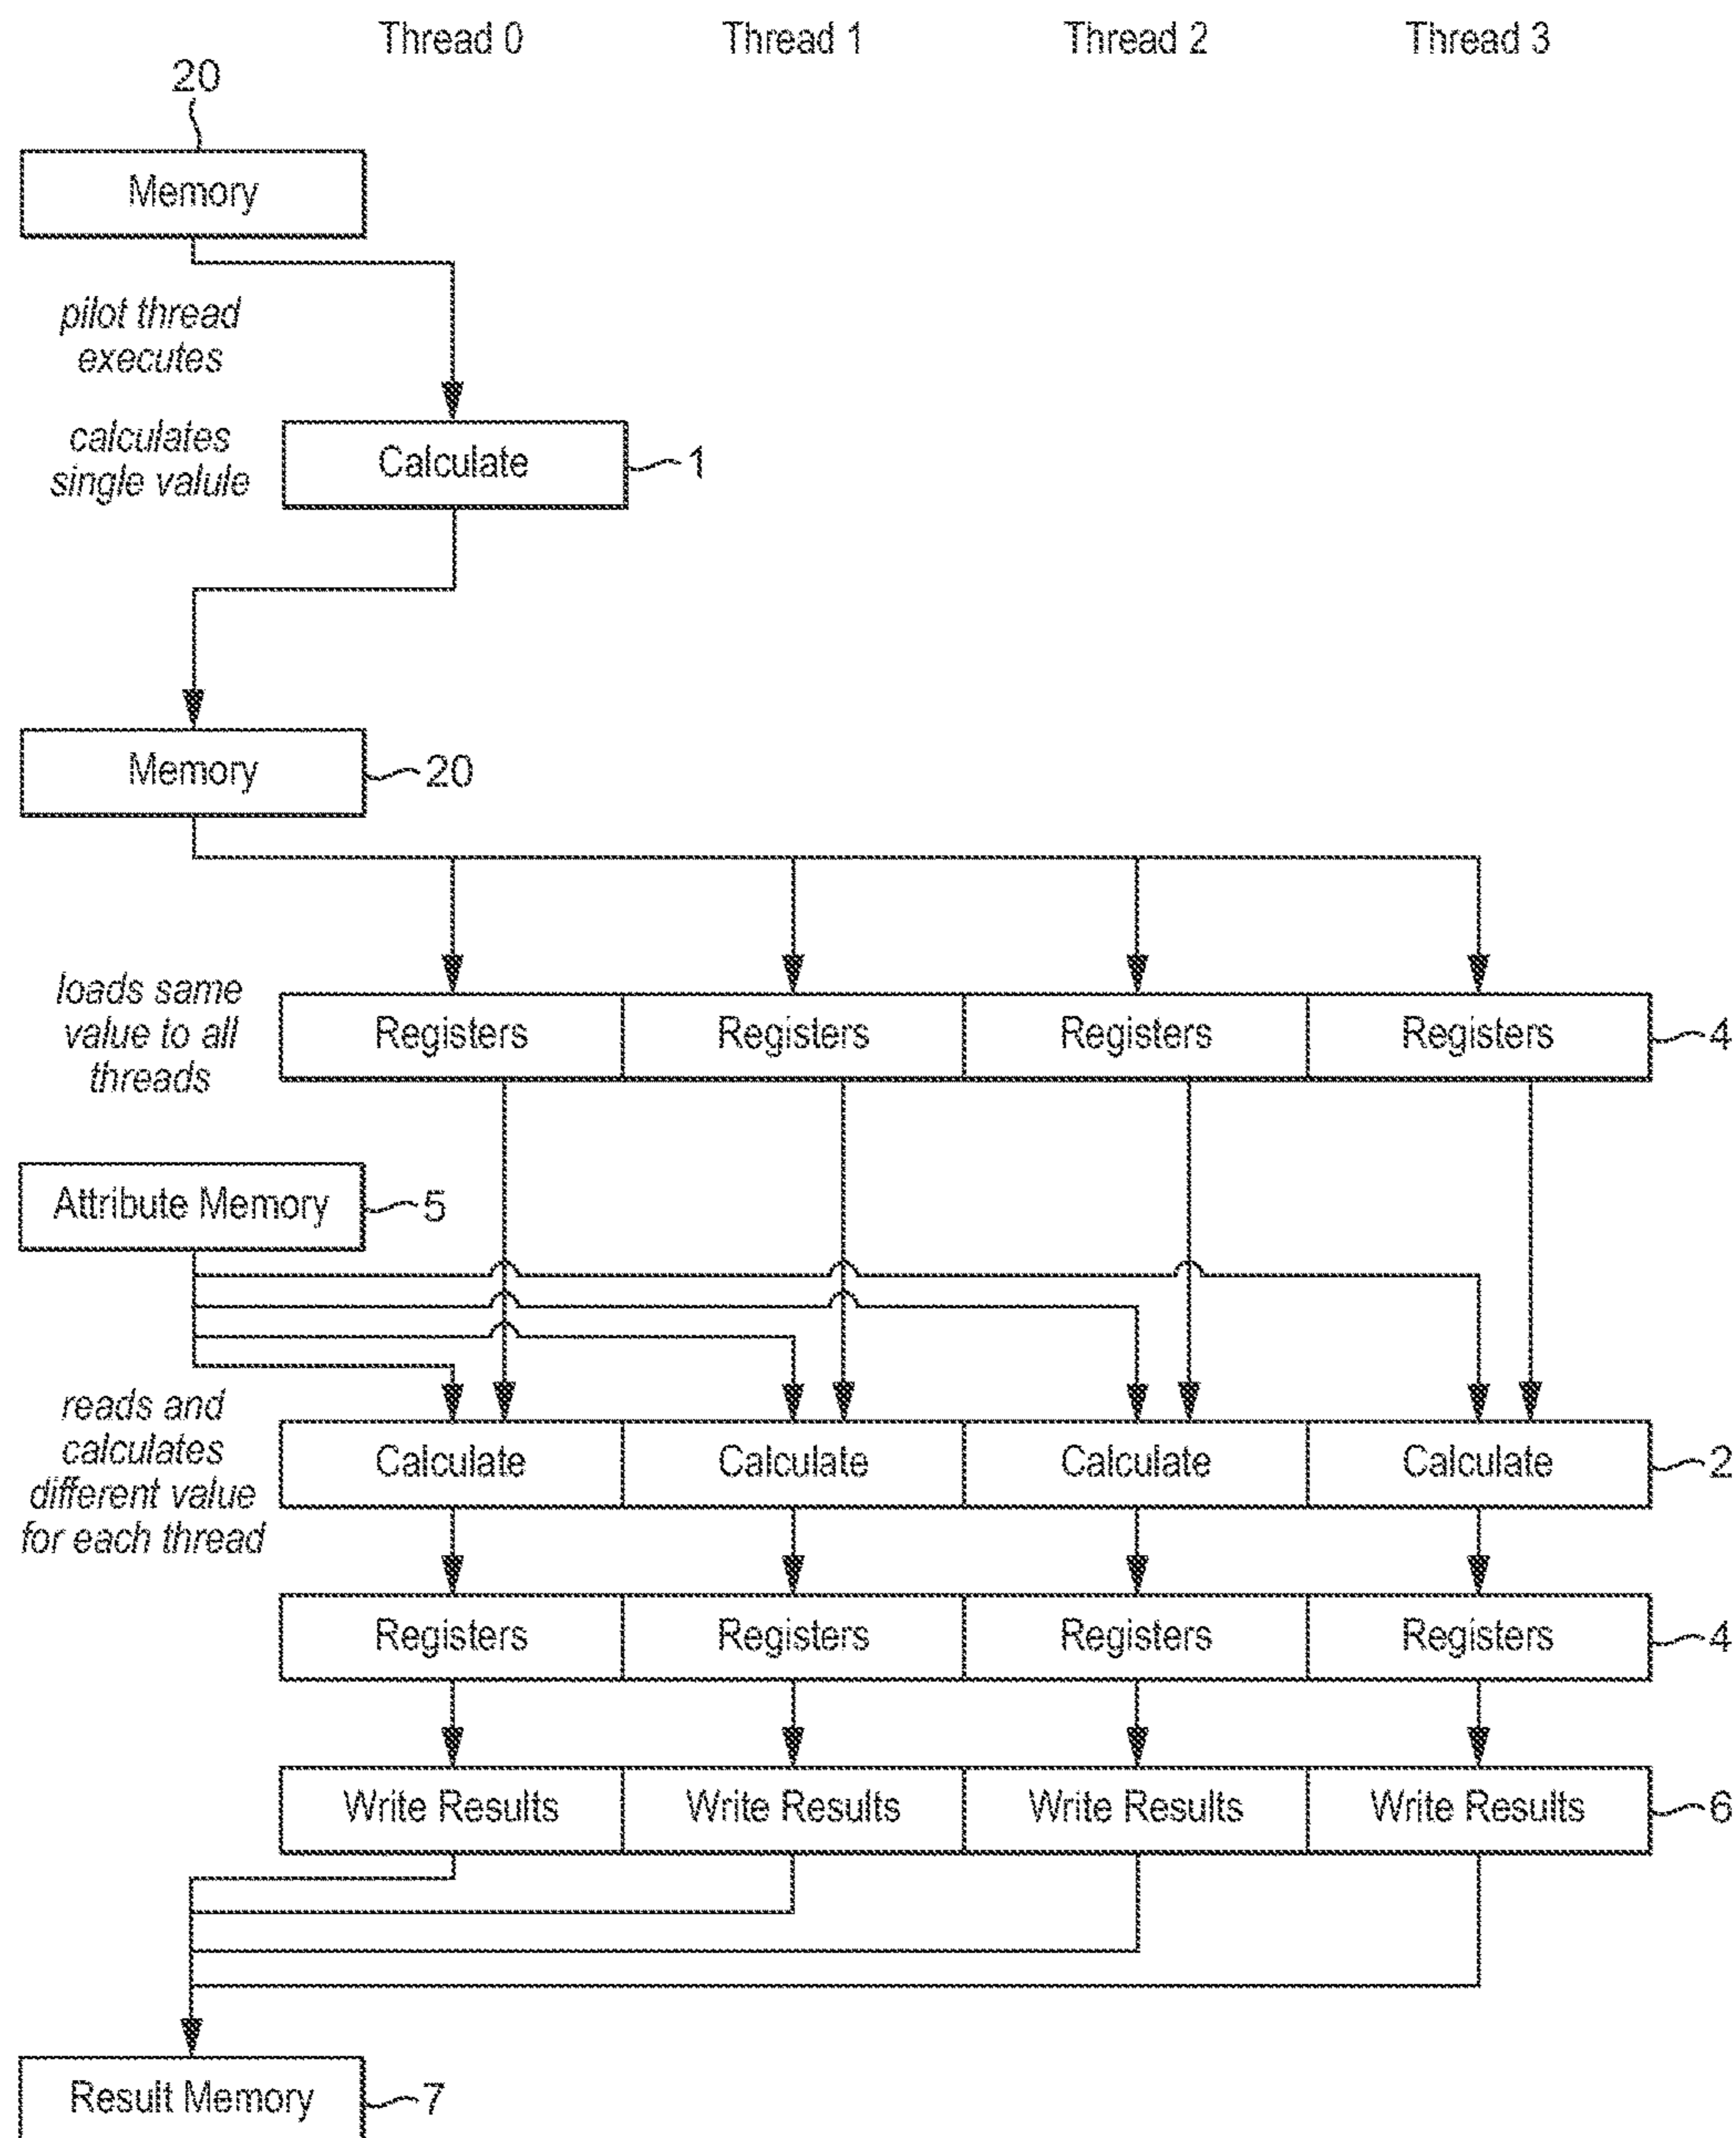 Thread 0 Thread 1 Thread 2 Thread 3
20
Memory
pilot thread
executes
calculates
single valule
Calculate 1
Memory 20
loads same
value to all
threads
Registers Registers Registers Registers 4
Attribute Memory 5
reads and
calculates
different value
for each thread
Calculate Calculate Calculate Calculate 2
Registers Registers Registers Registers 4
Write Results Write Results Write Results Write Results 6
Result Memory 7